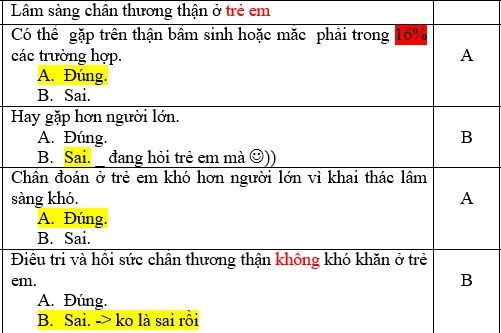 Lâm sàng chấn thương thận ở trẻ em
Có thể gặp trên thận bẩm sinh hoặc mắc phải trong 16%
các trường hợp.
A. Đúng.
B. Sai.
A
Hay gặp hơn người lớn.
A. Đúng.
B. Sai. _ đang hỏi trẻ em mà ☺))
B
Chẩn đoán ở trẻ em khó hơn người lớn vì khai thác lâm
sàng khó.
A. Đúng.
B. Sai.
A
Điều trị và hồi sức chấn thương thận không khó khăn ở trẻ
em.
A. Đúng.
B. Sai. -> ko là sai rồi
B